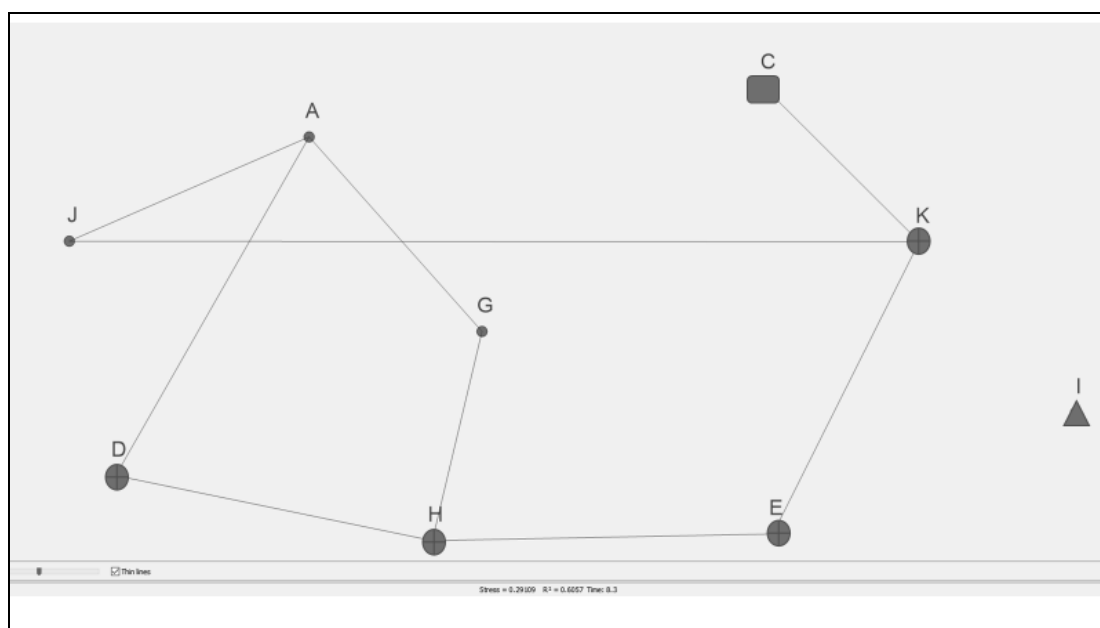 C
A
J
K
G
I
D
H
E
Thin lines
Stress = 0.29109 R² = 0.6057 Time: 8.3